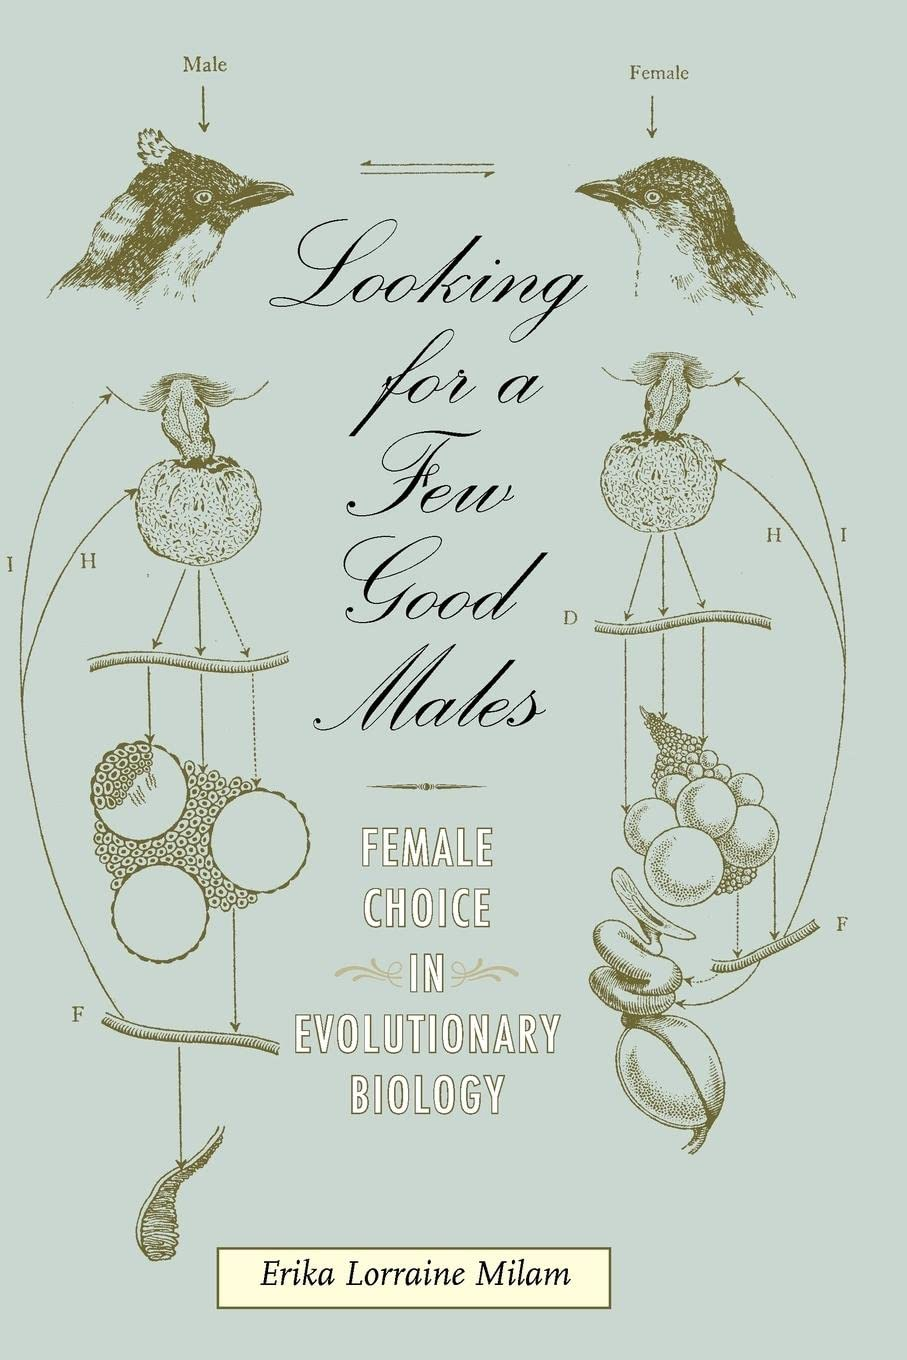 Male
Female
Looking
for a
Few
Good
Males
I
H
H
I
D
FEMALE
CHOICE
IN
EVOLUTIONARY
BIOLOGY
F
F
Erika Lorraine Milam